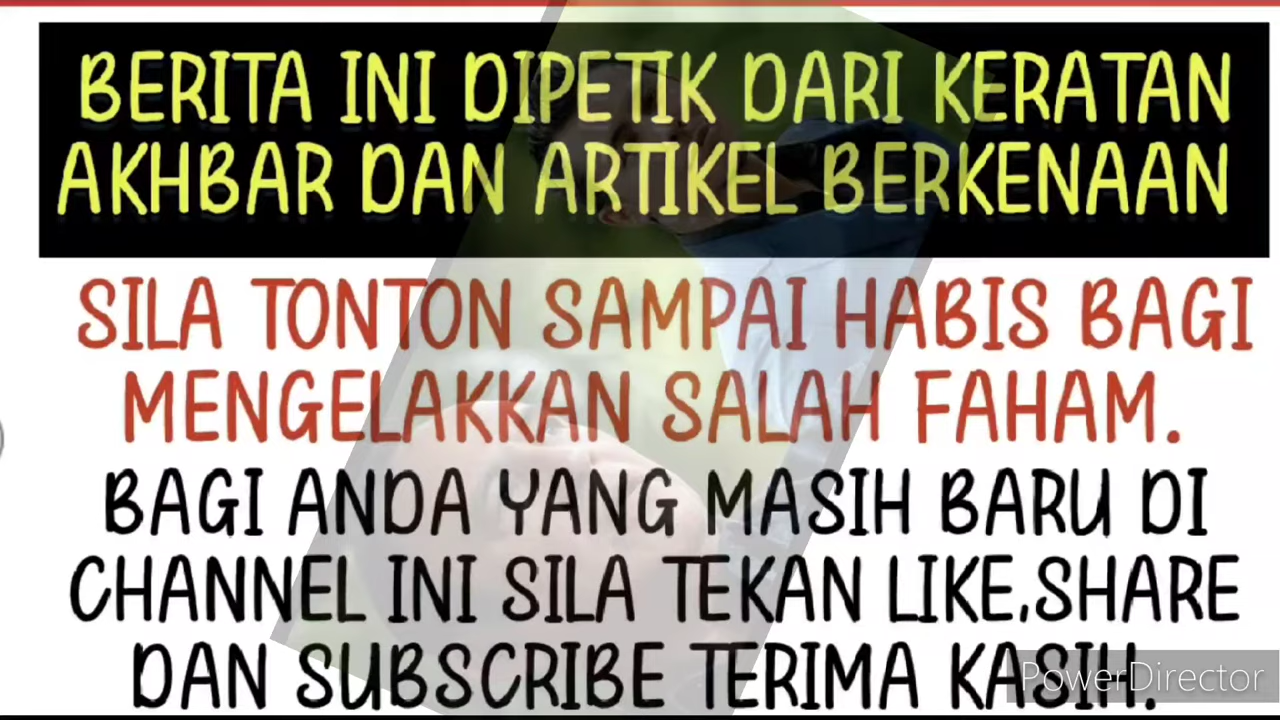 BERITA INI DIPETIK DARI KERATAN
AKHBAR DAN ARTIKEL BERKENAAN
SILA TONTON SAMPAI HABIS BAGI
MENGELAKKAN SALAH FAHAM.
BAGI ANDA YANG MASIH BARU DI
CHANNEL INI SILA TEKAN LIKE,SHARE
DAN SUBSCRIBE TERIMA KASIH.
PowerDirector